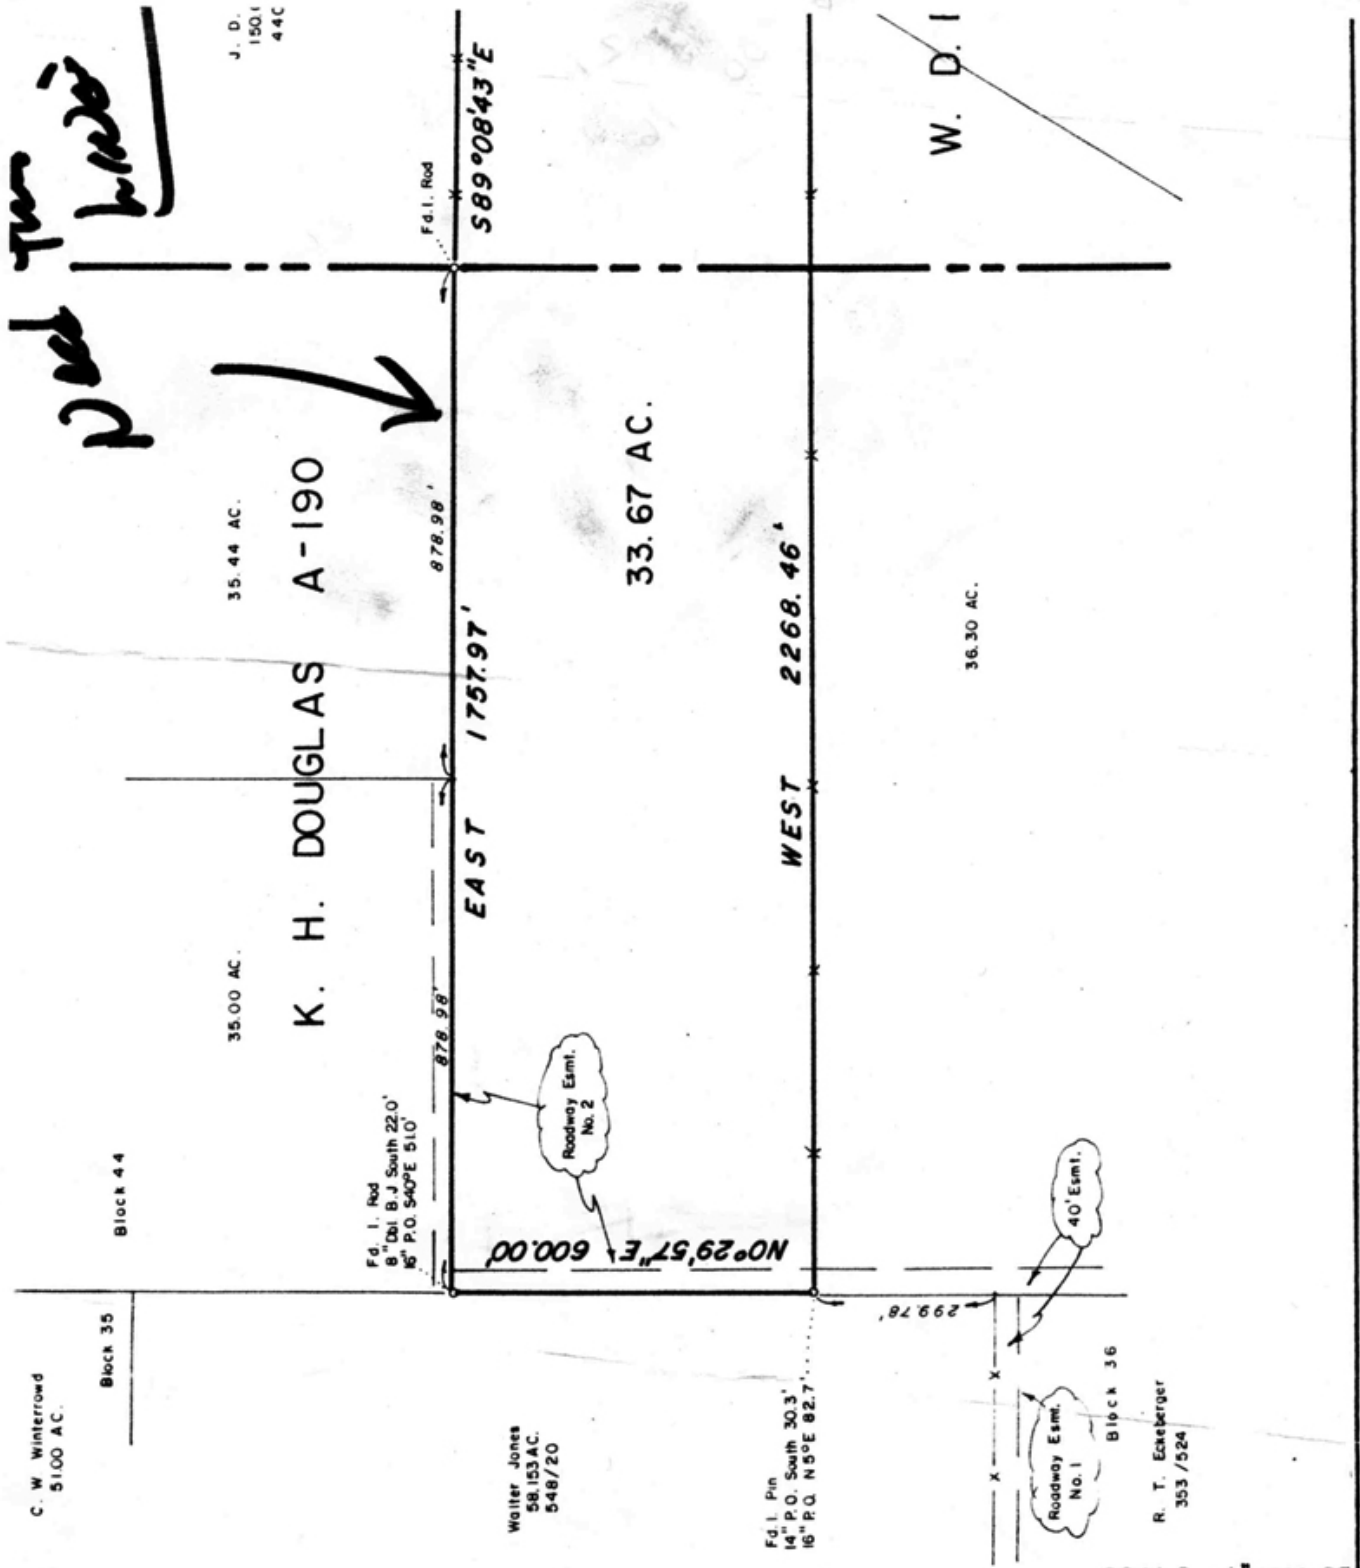 C. W Winterrowd
51.00 AC.
Block 35
Block 44
35.00 AC.
35.44 AC.
J. D.
150.
K. H. DOUGLAS A-190
Need This
Line
Fd. I. Rod
8" Dbl B.J South 22.0'
16" P.O. S40°E 51.0'
878.98'
878.98'
Fd. I. Rod
EAST 1757.97'
S89°08'43"E
Roadway Esmt.
No. 2
33.67 AC.
N0°29'57"E 600.00'
Walter Jones
58.153 AC.
548/20
WEST 2268.46'
Fd. I. Pin
14" P.O. South 30.3'
16" P.O. N5°E 82.7'
299.78'
40' Esmt.
36.30 AC.
W. D.
Roadway Esmt.
No. 1
Block 36
R. T. Eckeberger
353/524